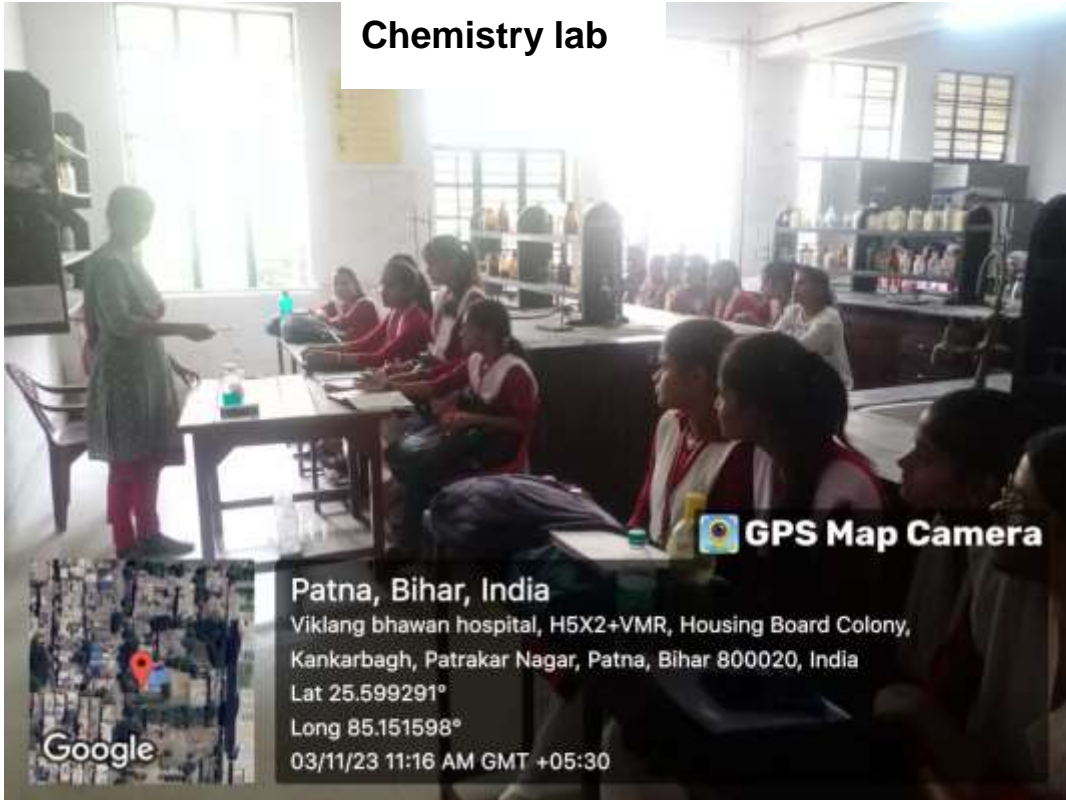 Chemistry lab
GPS Map Camera
Patna, Bihar, India
Viklang bhawan hospital, H5X2+VMR, Housing Board Colony,
Kankarbagh, Patrakar Nagar, Patna, Bihar 800020, India
Lat 25.599291°
Long 85.151598°
03/11/23 11:16 AM GMT +05:30
Google